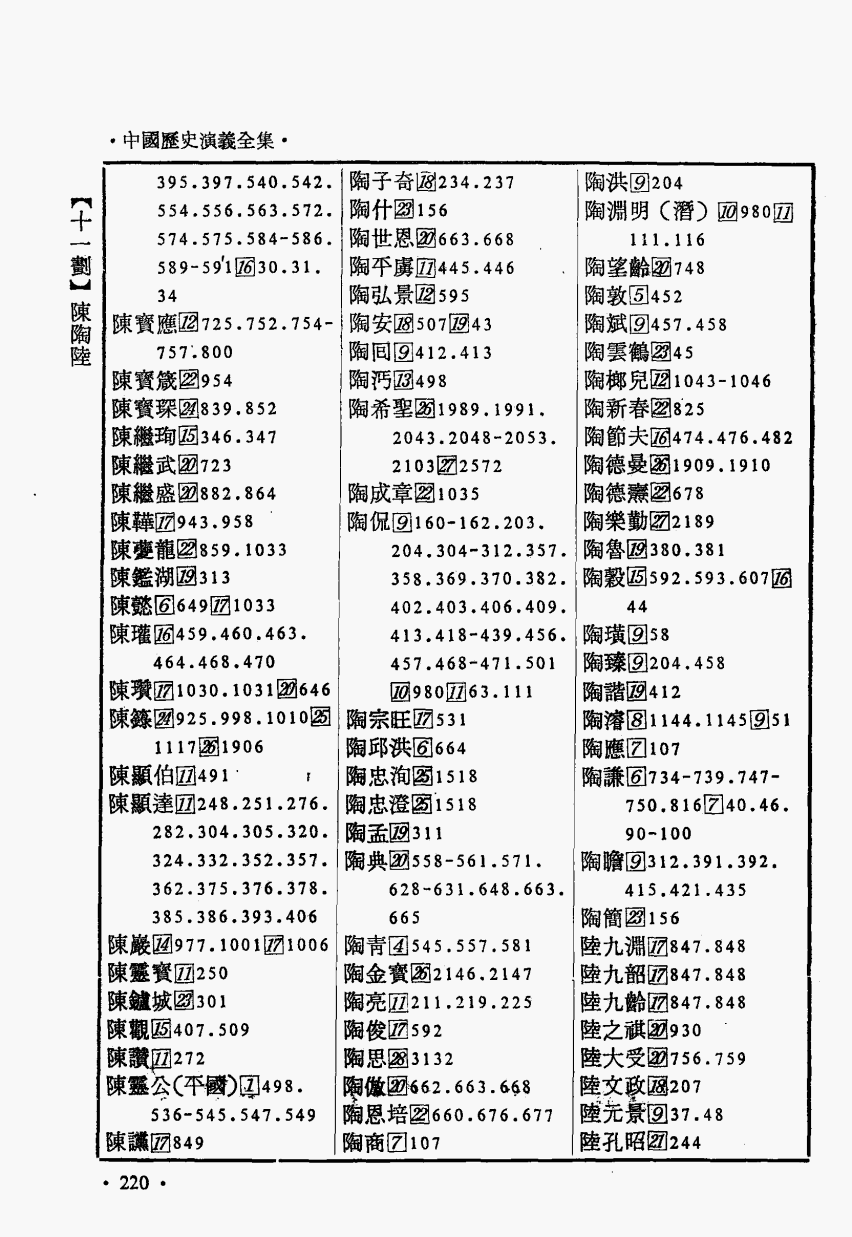 ·中國歷史演義全集·
【十一劃】陳陶陸
395.397.540.542.
554.556.563.572.
574.575.584-586.
589-591[16]30.31.
34
陳寶應[12]725.752.754-
757.800
陳寶箴[22]954
陳寶琛[24]839.852
陳繼珣[15]346.347
陳繼武[20]723
陳繼盛[20]882.864
陳韡[17]943.958
陳夔龍[22]859.1033
陳鑑湖[19]313
陳懿[6]649[17]1033
陳瓘[16]459.460.463.
464.468.470
陳瓚[17]1030.1031[20]646
陳籙[24]925.998.1010[25]
1117[26]1906
陳顯伯[11]491
陳顯達[11]248.251.276.
282.304.305.320.
324.332.352.357.
362.375.376.378.
385.386.393.406
陳巖[14]977.1001[17]1006
陳靈寶[11]250
陳鑪城[23]301
陳觀[15]407.509
陳讚[11]272
陳靈公(平國)[1]498.
536-545.547.549
陳讜[17]849
陶子奇[18]234.237
陶什[23]156
陶世恩[20]663.668
陶平虜[11]445.446
陶弘景[12]595
陶安[18]507[19]43
陶回[9]412.413
陶沔[13]498
陶希聖[26]1989.1991.
2043.2048-2053.
2103[27]2572
陶成章[22]1035
陶侃[9]160-162.203.
204.304-312.357.
358.369.370.382.
402.403.406.409.
413.418-439.456.
457.468-471.501
[10]980[11]63.111
陶宗旺[17]531
陶邱洪[6]664
陶忠洵[25]1518
陶忠澄[25]1518
陶孟[19]311
陶典[20]558-561.571.
628-631.648.663.
665
陶青[4]545.557.581
陶金寶[26]2146.2147
陶亮[11]211.219.225
陶俊[17]592
陶思[28]3132
陶倣[20]662.663.668
陶恩培[22]660.676.677
陶商[7]107
陶洪[9]204
陶淵明(潛)[10]980[11]
111.116
陶望齡[20]748
陶敦[5]452
陶斌[9]457.458
陶雲鶴[23]45
陶榔兒[12]1043-1046
陶新春[22]825
陶節夫[16]474.476.482
陶德曼[26]1909.1910
陶德燾[22]678
陶樂勤[27]2189
陶魯[19]380.381
陶穀[15]592.593.607[16]
44
陶璜[9]58
陶臻[9]204.458
陶諧[19]412
陶濬[8]1144.1145[9]51
陶應[7]107
陶謙[6]734-739.747-
750.816[7]40.46.
90-100
陶瞻[9]312.391.392.
415.421.435
陶簡[23]156
陸九淵[17]847.848
陸九韶[17]847.848
陸九齡[17]847.848
陸之祺[20]930
陸大受[20]756.759
陸文政[18]207
陸元景[9]37.48
陸孔昭[21]244
·220·